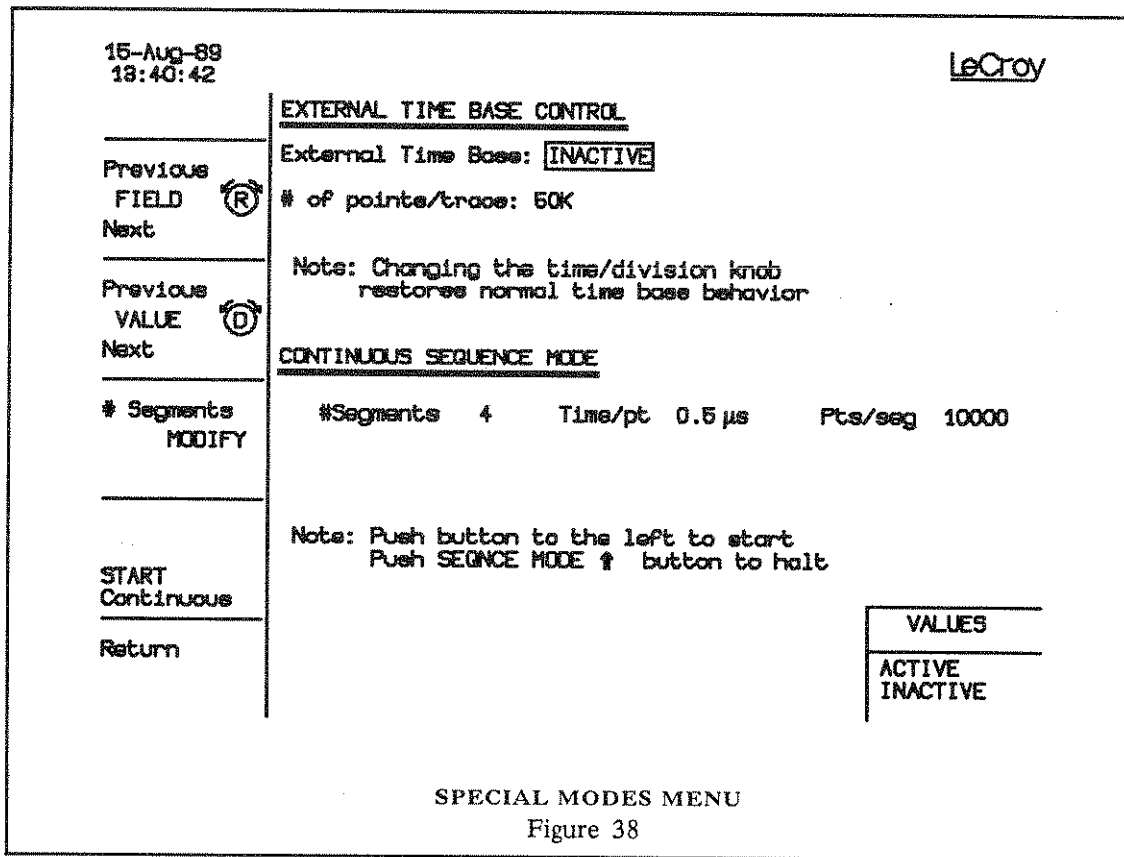 15-Aug-89
13:40:42
LeCroy
EXTERNAL TIME BASE CONTROL
External Time Base: INACTIVE
# of points/trace: 50K
Note: Changing the time/division knob
restores normal time base behavior
CONTINUOUS SEQUENCE MODE
#Segments 4 Time/pt 0.5 µs Pts/seg 10000
Note: Push button to the left to start
Push SEQNCE MODE ⬆ button to halt
Previous
FIELD R
Next
Previous
VALUE D
Next
# Segments
MODIFY
START
Continuous
Return
VALUES
ACTIVE
INACTIVE
SPECIAL MODES MENU
Figure 38